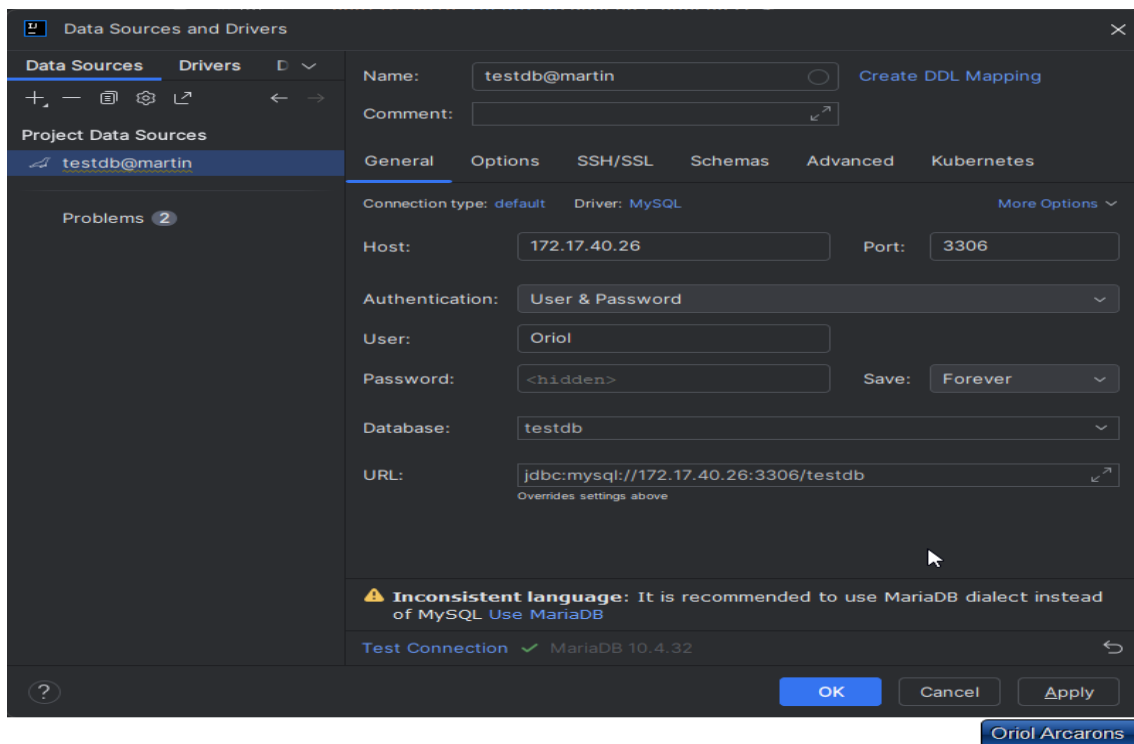 Data Sources and Drivers
Data Sources Drivers D
Project Data Sources
testdb@martin
Problems 2
Name: testdb@martin Create DDL Mapping
Comment:
General Options SSH/SSL Schemas Advanced Kubernetes
Connection type: default Driver: MySQL More Options
Host: 172.17.40.26 Port: 3306
Authentication: User & Password
User: Oriol
Password: <hidden> Save: Forever
Database: testdb
URL: jdbc:mysql://172.17.40.26:3306/testdb
Overrides settings above
Inconsistent language: It is recommended to use MariaDB dialect instead
of MySQL Use MariaDB
Test Connection MariaDB 10.4.32
? OK Cancel Apply
Oriol Arcarons